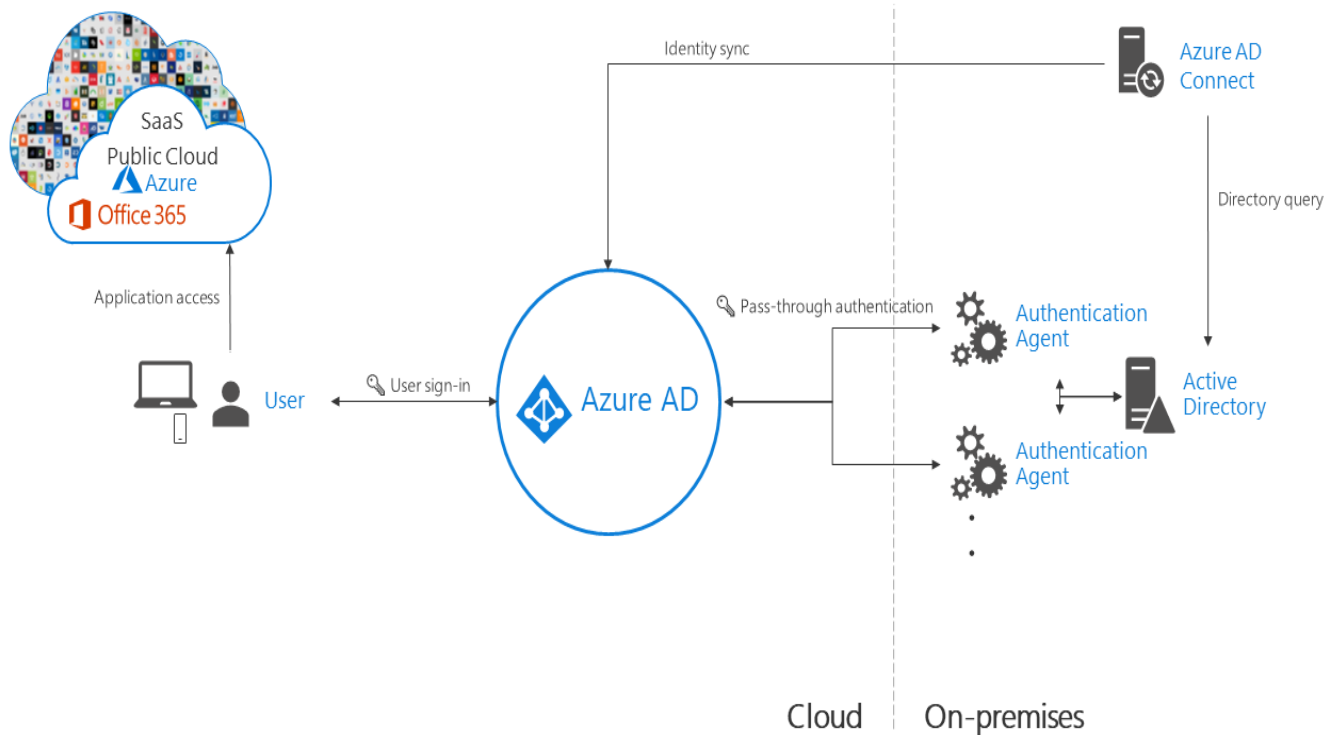 SaaS
Public Cloud
Azure
Office 365
Application access
User
User sign-in
Identity sync
Azure AD
Pass-through authentication
Azure AD
Connect
Directory query
Authentication
Agent
Active
Directory
Authentication
Agent
Cloud
On-premises